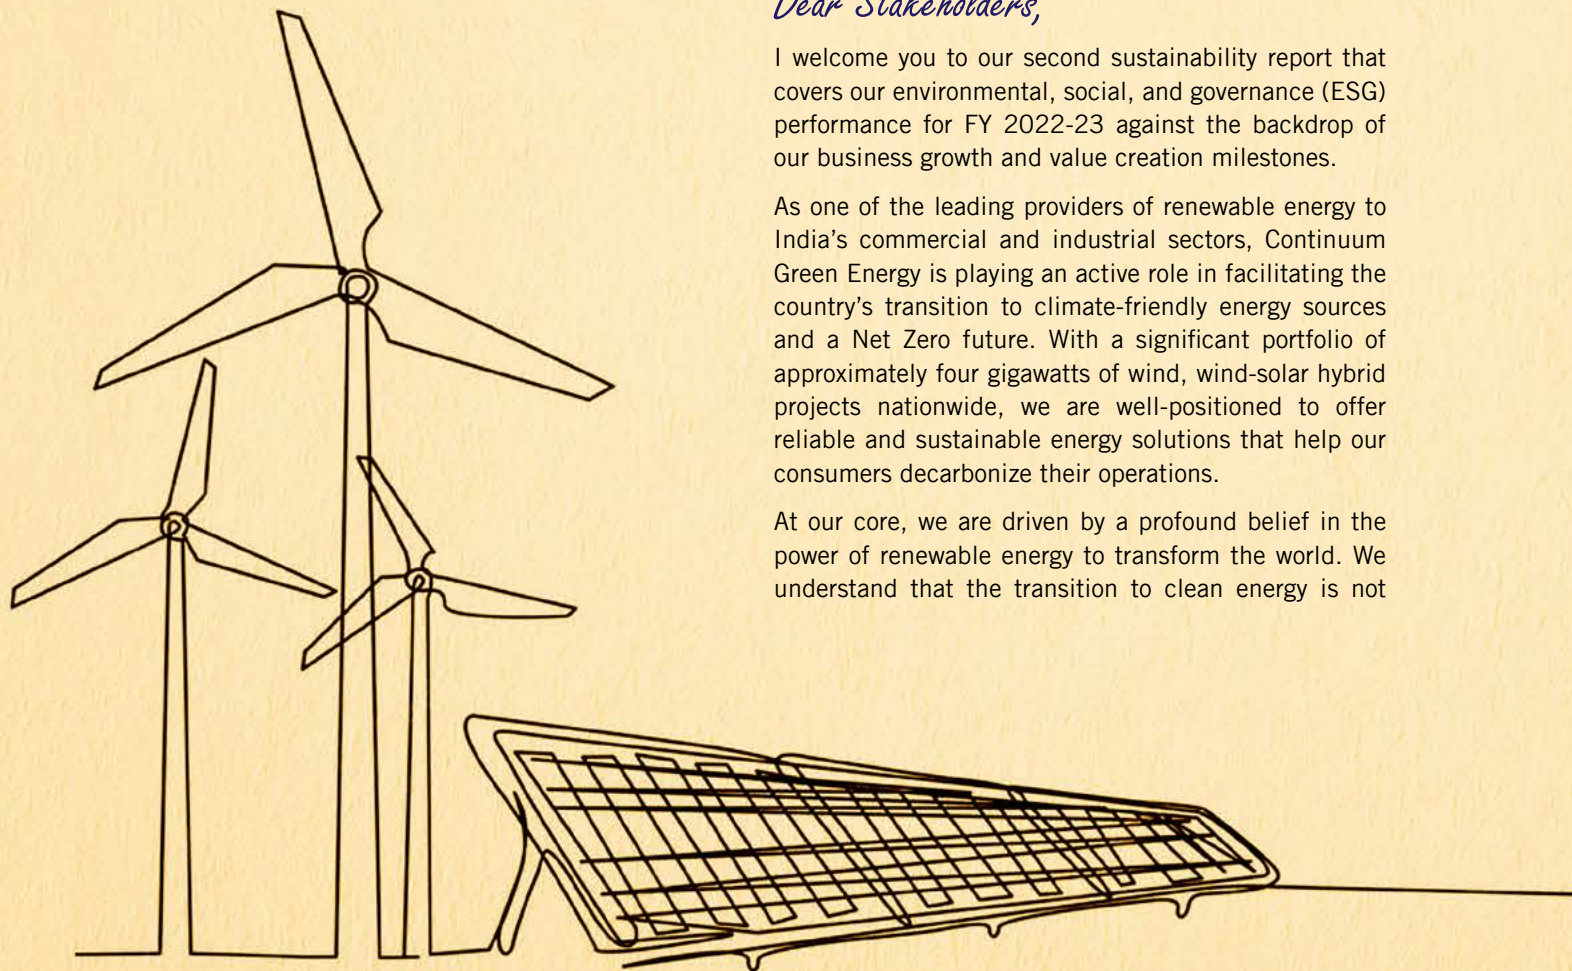 Dear Stakeholders,
I welcome you to our second sustainability report that
covers our environmental, social, and governance (ESG)
performance for FY 2022-23 against the backdrop of
our business growth and value creation milestones.
As one of the leading providers of renewable energy to
India's commercial and industrial sectors, Continuum
Green Energy is playing an active role in facilitating the
country's transition to climate-friendly energy sources
and a Net Zero future. With a significant portfolio of
approximately four gigawatts of wind, wind-solar hybrid
projects nationwide, we are well-positioned to offer
reliable and sustainable energy solutions that help our
consumers decarbonize their operations.
At our core, we are driven by a profound belief in the
power of renewable energy to transform the world. We
understand that the transition to clean energy is not